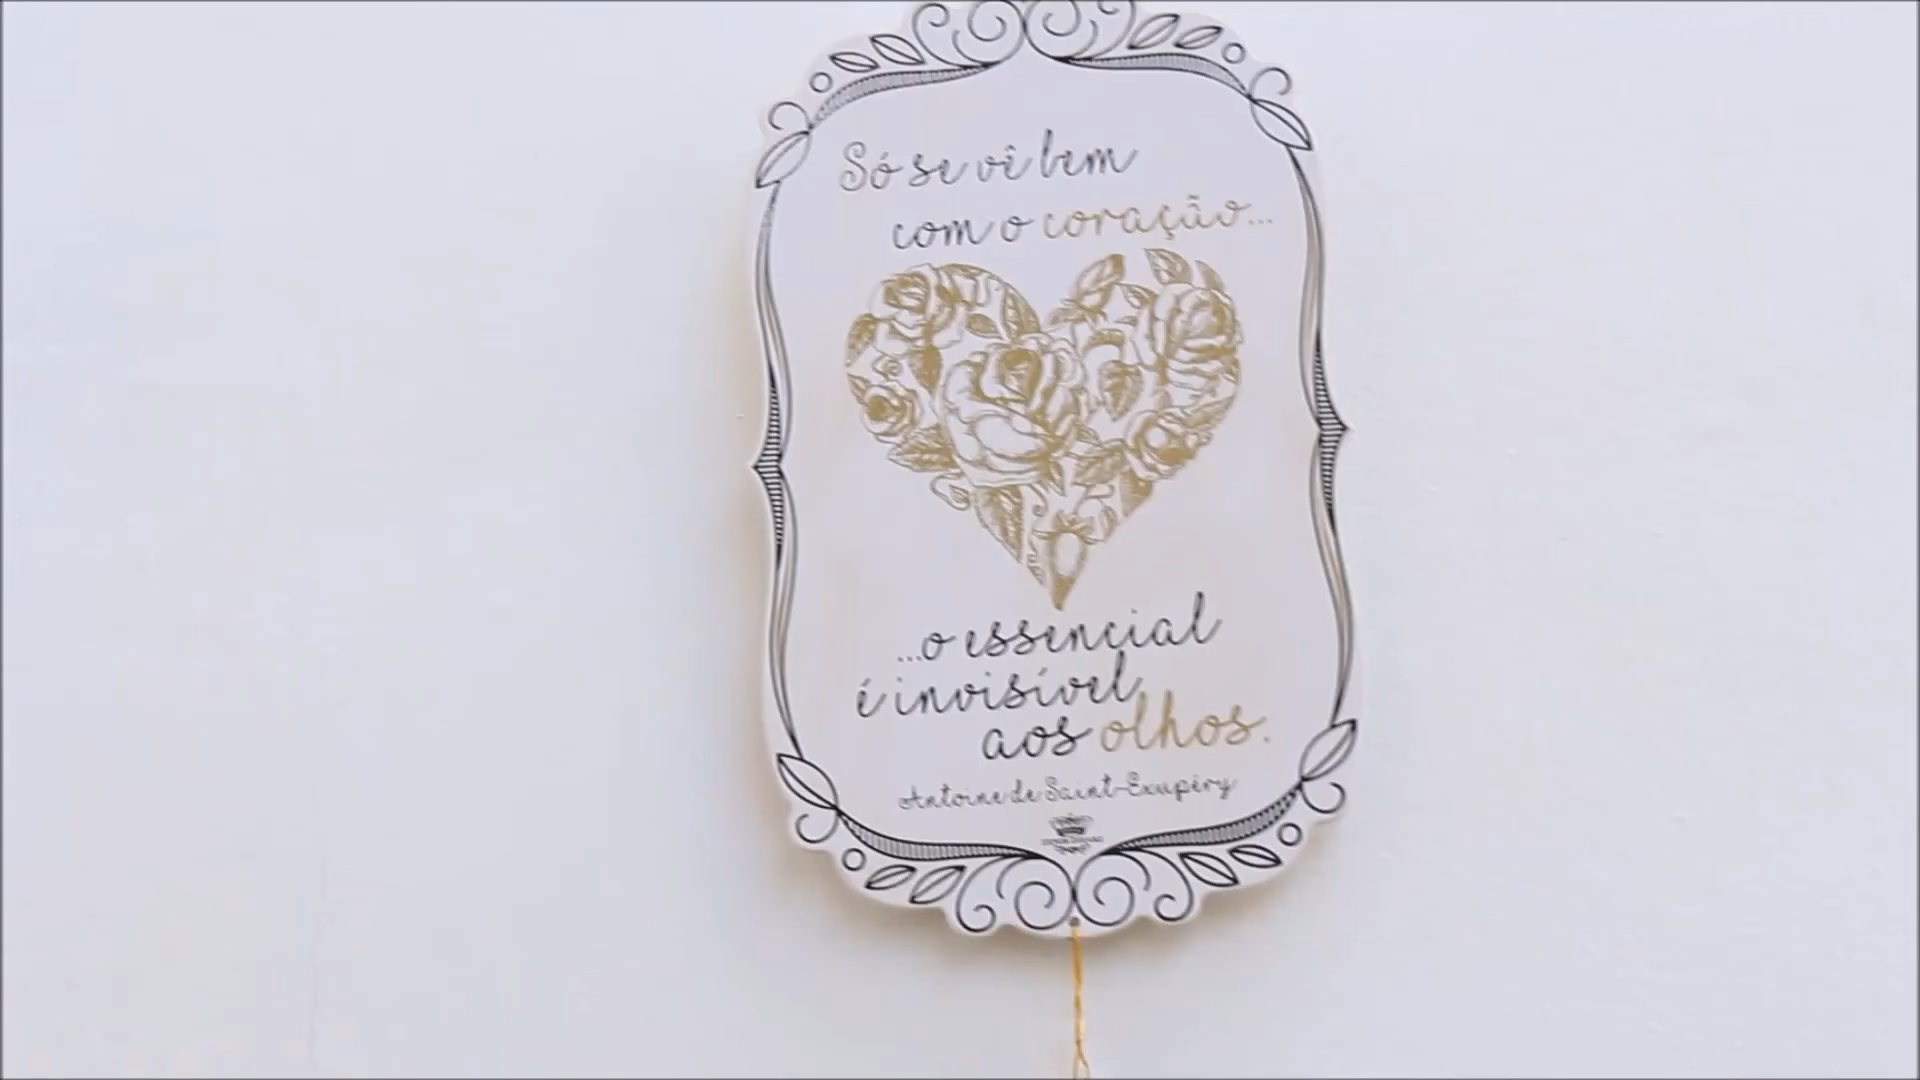 Só se vê bem
com o coração...
...o essencial
é invisível
aos olhos.
Antoine de Saint-Exupéry